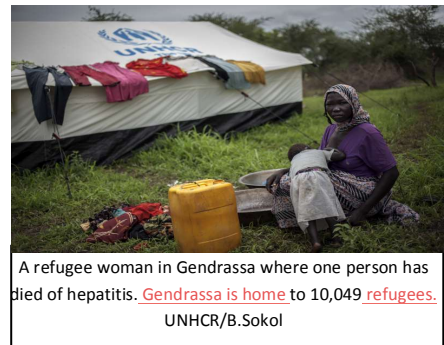 UNHCR
A refugee woman in Gendrassa where one person has
died of hepatitis. Gendrassa is home to 10,049 refugees.
UNHCR/B.Sokol